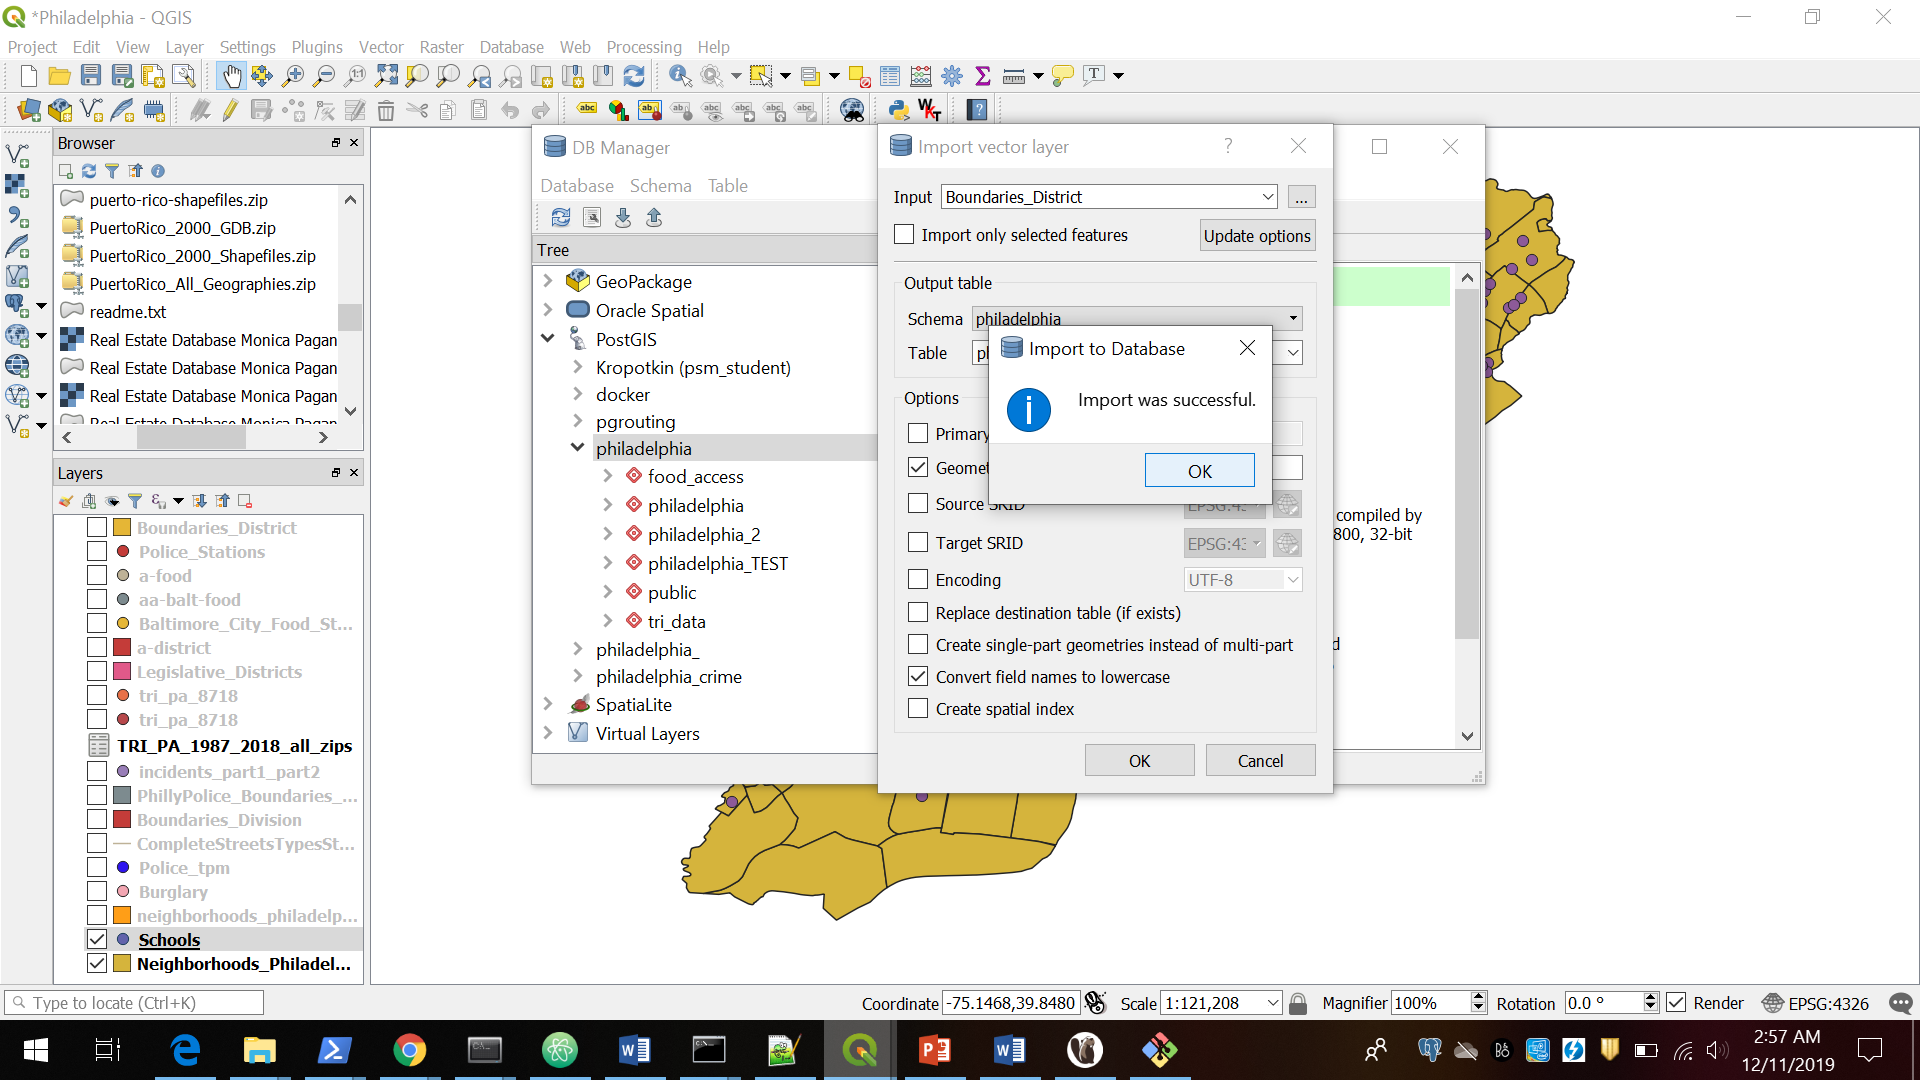 *Philadelphia - QGIS
Project Edit View Layer Settings Plugins Vector Raster Database Web Processing Help
Browser
puerto-rico-shapefiles.zip
PuertoRico_2000_GDB.zip
PuertoRico_2000_Shapefiles.zip
PuertoRico_All_Geographies.zip
readme.txt
Real Estate Database Monica Pagan
Real Estate Database Monica Pagan
Real Estate Database Monica Pagan
Real Estate Database Monica Pagan
Layers
Boundaries_District
Police_Stations
a-food
aa-balt-food
Baltimore_City_Food_St...
a-district
Legislative_Districts
tri_pa_8718
tri_pa_8718
TRI_PA_1987_2018_all_zips
incidents_part1_part2
PhillyPolice_Boundaries_...
Boundaries_Division
CompleteStreetsTypesSt...
Police_tpm
Burglary
neighborhoods_philadelp...
Schools
Neighborhoods_Philadel...
DB Manager
Database Schema Table
Tree
GeoPackage
Oracle Spatial
PostGIS
Kropotkin (psm_student)
docker
pgrouting
philadelphia
food_access
philadelphia
philadelphia_2
philadelphia_TEST
public
tri_data
philadelphia_
philadelphia_crime
SpatiaLite
Virtual Layers
compiled by
800, 32-bit
Import vector layer ?
Input Boundaries_District ...
Import only selected features Update options
Output table
Schema philadelphia
Table
Options
Primary
Source SRID
Target SRID
Encoding UTF-8
Replace destination table (if exists)
Create single-part geometries instead of multi-part
Convert field names to lowercase
Create spatial index
OK Cancel
Import to Database
Import was successful.
OK
Type to locate (Ctrl+K)
Coordinate -75.1468,39.8480 Scale 1:121,208 Magnifier 100% Rotation 0.0 ° Render EPSG:4326
2:57 AM
12/11/2019